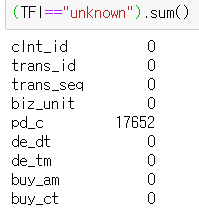 (TFI=="unknown").sum()
clnt_id 0
trans_id 0
trans_seq 0
biz_unit 0
pd_c 17652
de_dt 0
de_tm 0
buy_am 0
buy_ct 0